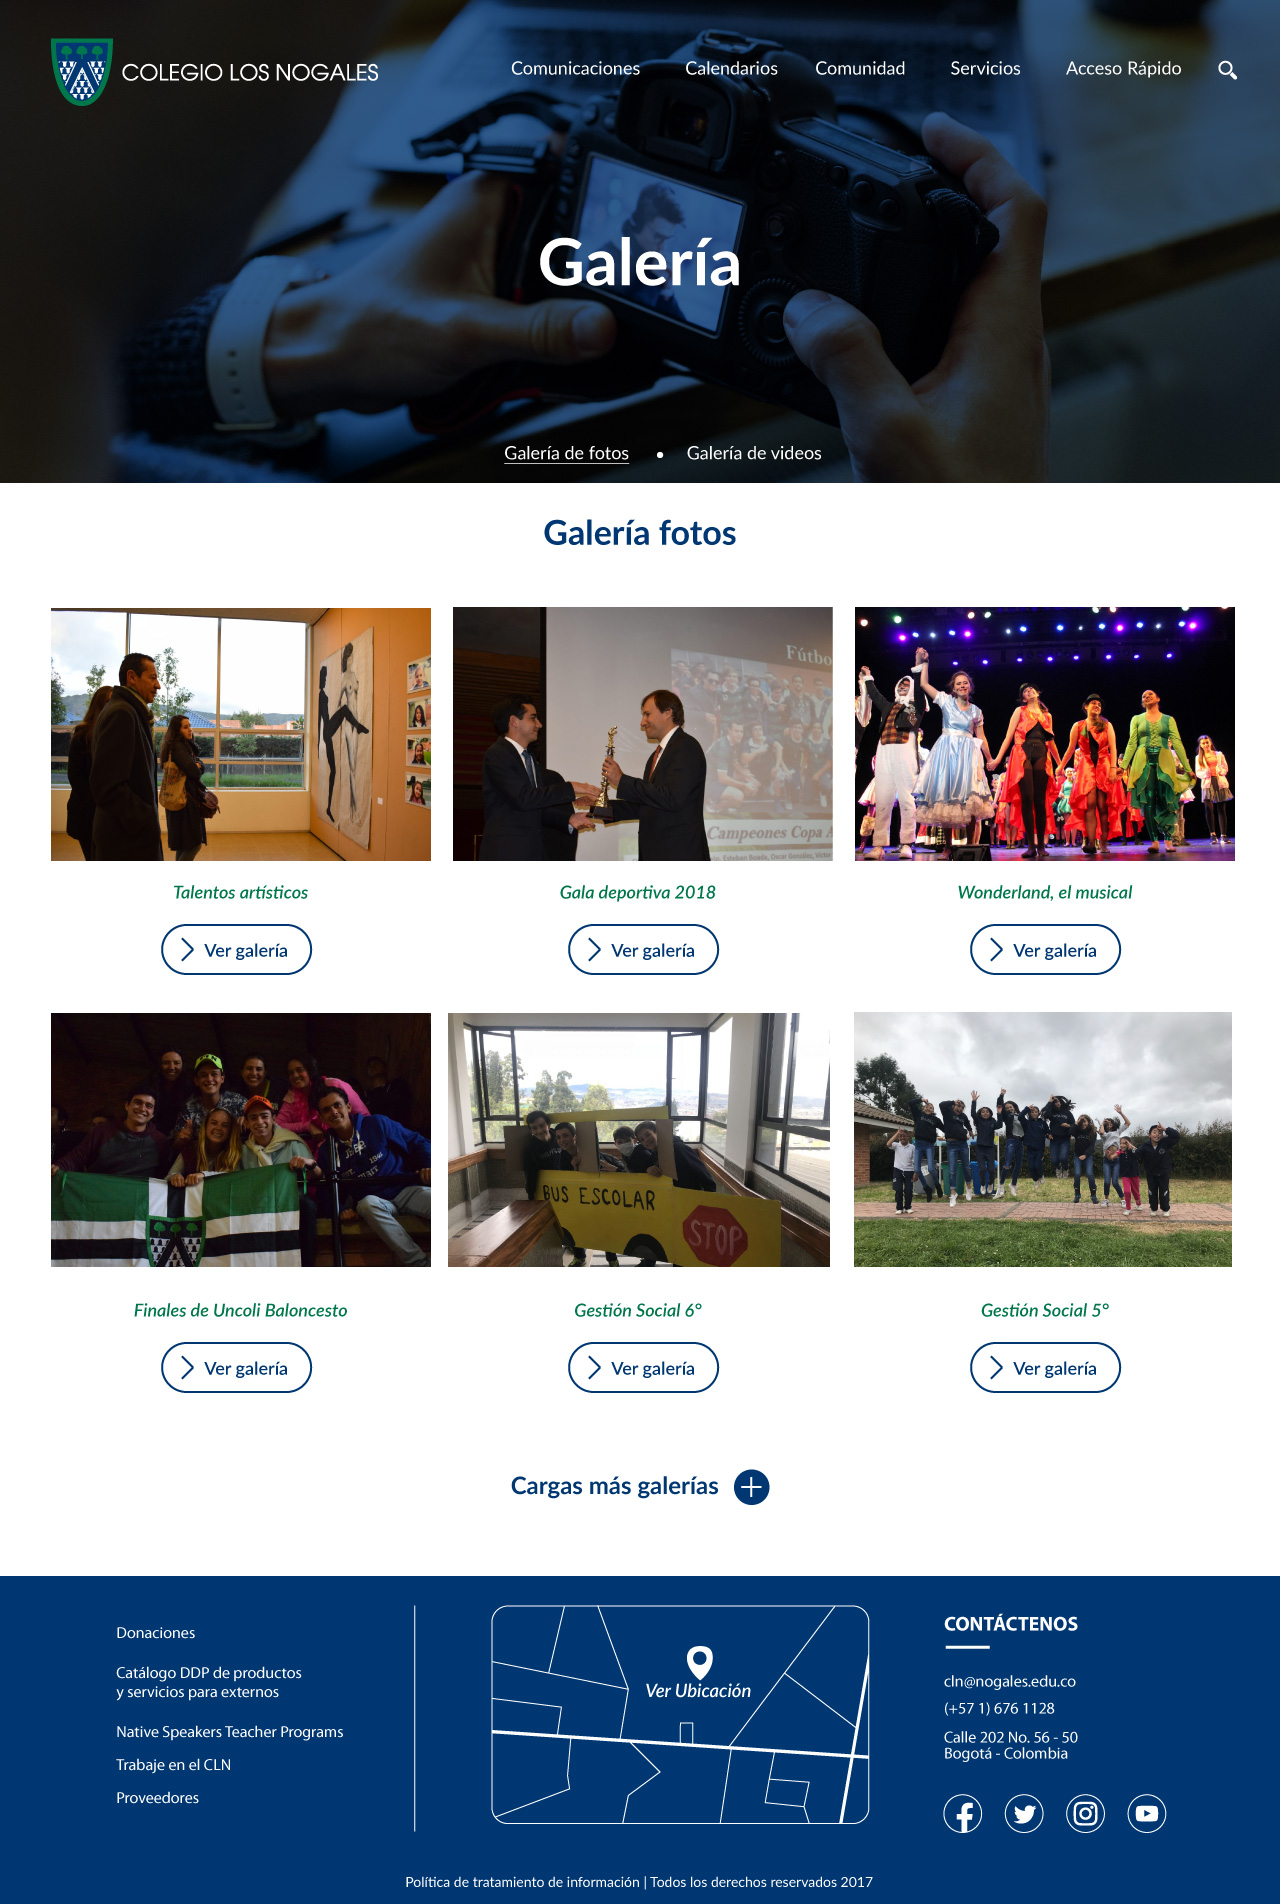 COLEGIO LOS NOGALES
Comunicaciones
Calendarios
Comunidad
Servicios
Acceso Rápido
Galería
Galería de fotos
Galería de videos
Galería fotos
Fútbo
Campeones Copa A
Talentos artísticos
Gala deportiva 2018
Wonderland, el musical
Ver galería
Ver galería
Ver galería
BUS ESCOLAR
STOP
Finales de Uncoli Baloncesto
Gestión Social 6°
Gestión Social 5°
Ver galería
Ver galería
Ver galería
Cargas más galerías
Donaciones
Catálogo DDP de productos
y servicios para externos
Native Speakers Teacher Programs
Trabaje en el CLN
Proveedores
Ver Ubicación
CONTÁCTENOS
cln@nogales.edu.co
(+57 1) 676 1128
Calle 202 No. 56 - 50
Bogotá - Colombia
Política de tratamiento de información | Todos los derechos reservados 2017